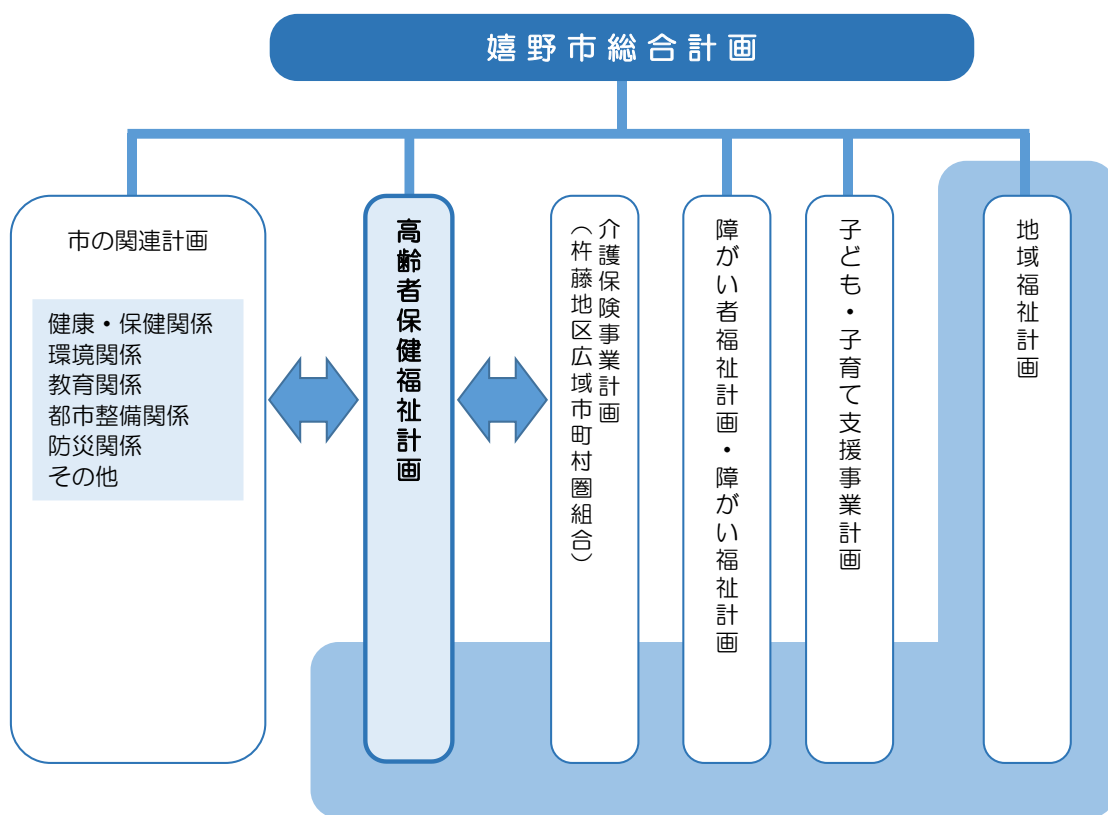 嬉野市総合計画
市の関連計画
健康・保健関係
環境関係
教育関係
都市整備関係
防災関係
その他
高齢者保健福祉計画
介護保険事業計画
（杵藤地区広域市町村圏組合）
障がい者福祉計画・障がい福祉計画
子ども・子育て支援事業計画
地域福祉計画